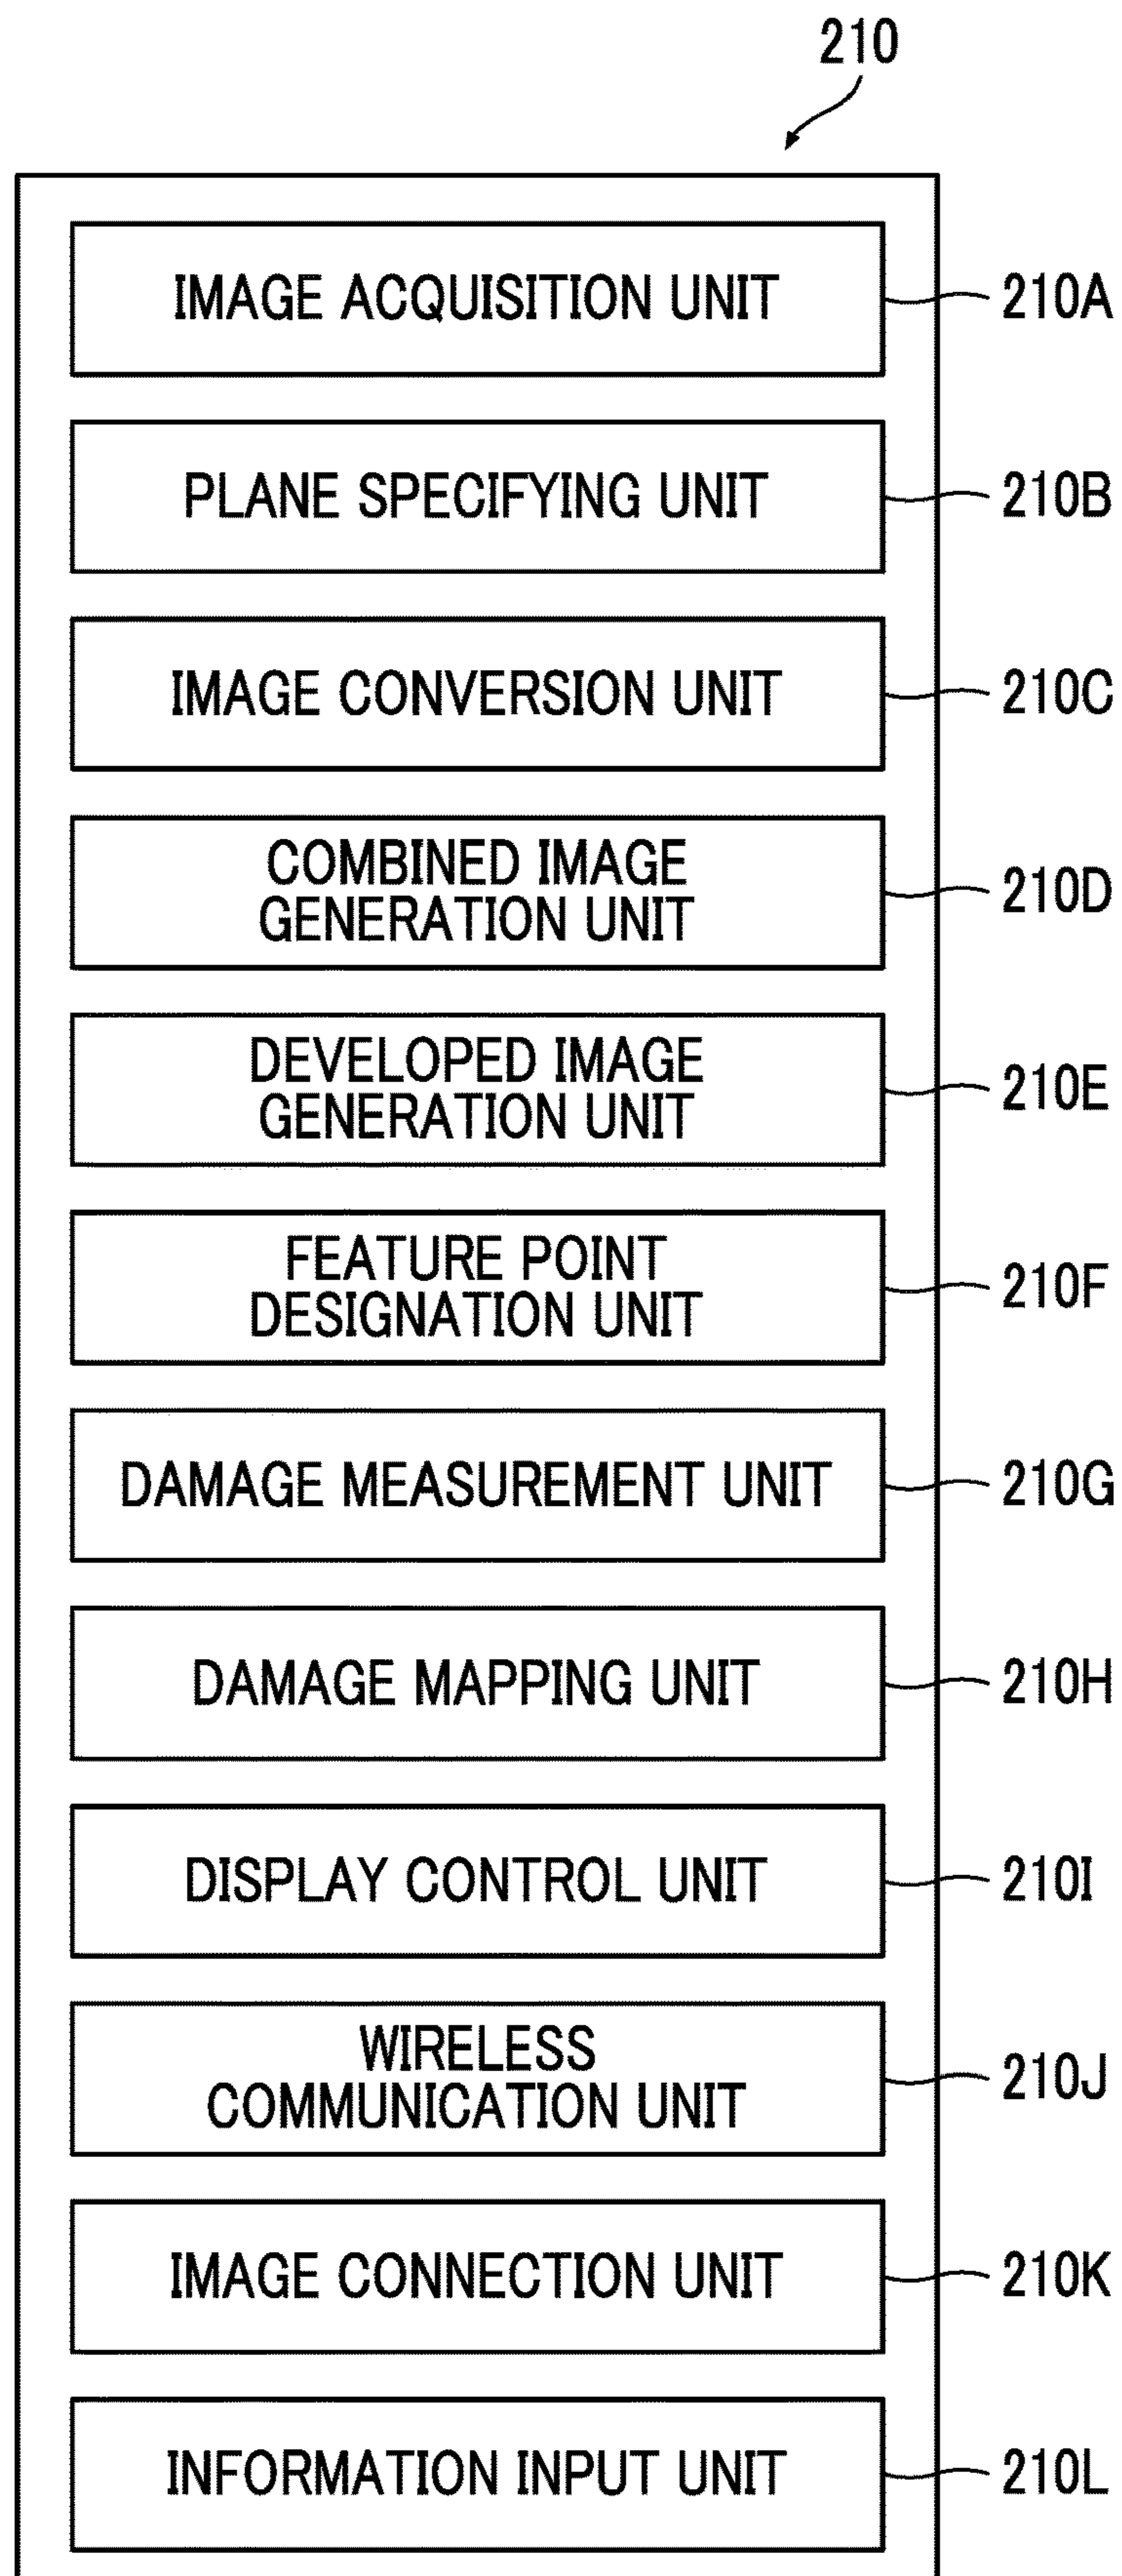 210
IMAGE ACQUISITION UNIT
210A
PLANE SPECIFYING UNIT
210B
IMAGE CONVERSION UNIT
210C
COMBINED IMAGE
GENERATION UNIT
210D
DEVELOPED IMAGE
GENERATION UNIT
210E
FEATURE POINT
DESIGNATION UNIT
210F
DAMAGE MEASUREMENT UNIT
210G
DAMAGE MAPPING UNIT
210H
DISPLAY CONTROL UNIT
210I
WIRELESS
COMMUNICATION UNIT
210J
IMAGE CONNECTION UNIT
210K
INFORMATION INPUT UNIT
210L